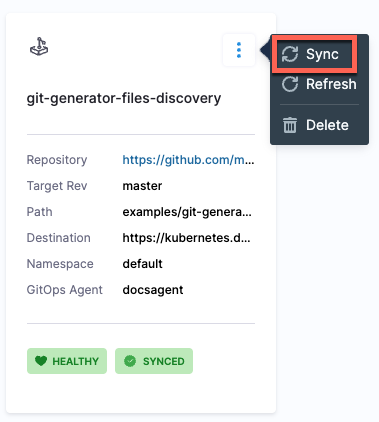 Sync
Refresh
Delete
git-generator-files-discovery
Repository https://github.com/m...
Target Rev master
Path examples/git-genera...
Destination https://kubernetes.d...
Namespace default
GitOps Agent docsagent
HEALTHY SYNCED